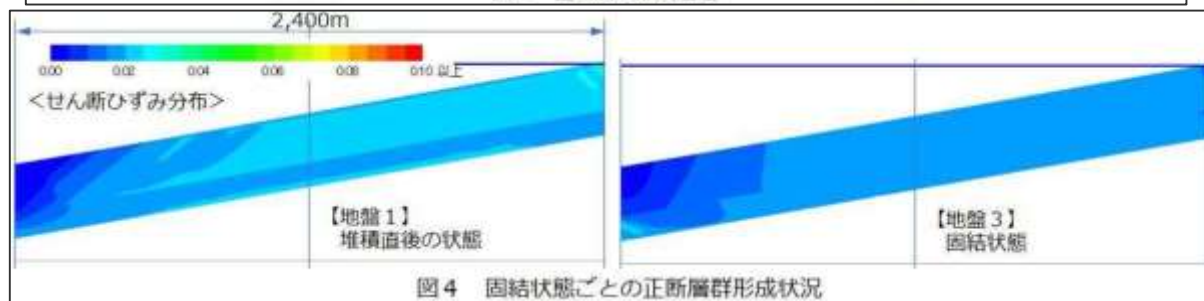 2,400m
0.00 0.02 0.04 0.06 0.08 0.10 以上
<せん断ひずみ分布>
【地盤1】
堆積直後の状態
【地盤3】
固結状態
図4 固結状態ごとの正断層群形成状況